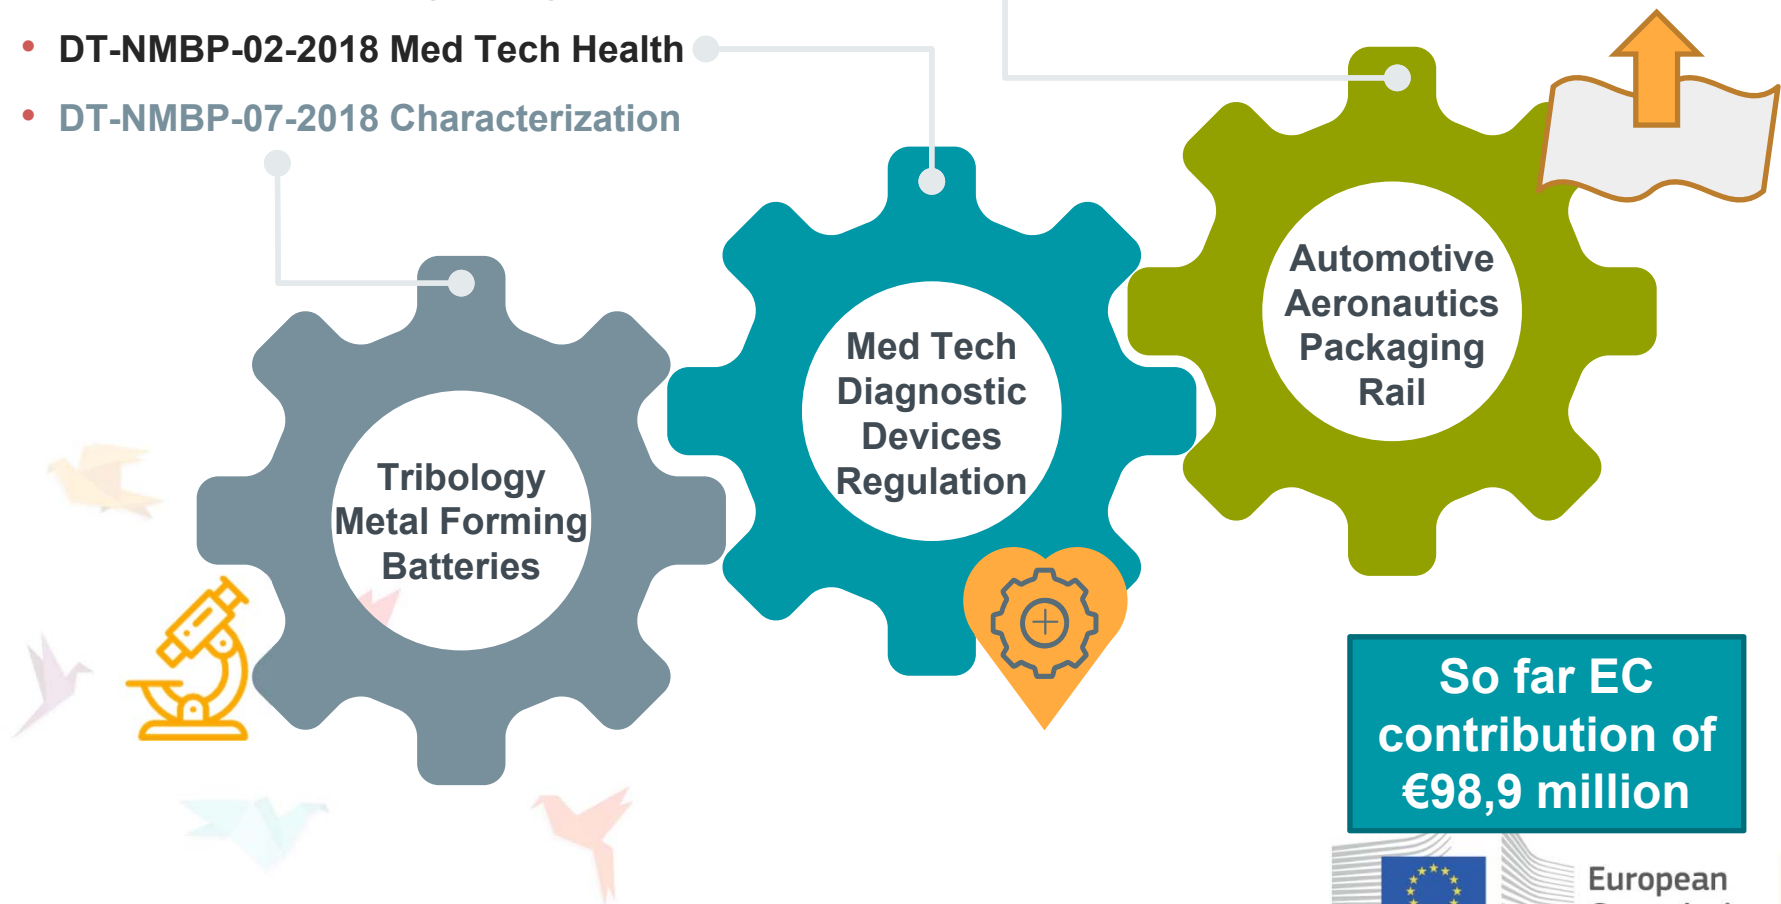 • DT-NMBP-02-2018 Med Tech Health
• DT-NMBP-07-2018 Characterization
Automotive
Aeronautics
Packaging
Rail
Med Tech
Diagnostic
Devices
Regulation
Tribology
Metal Forming
Batteries
So far EC
contribution of
€98,9 million
European